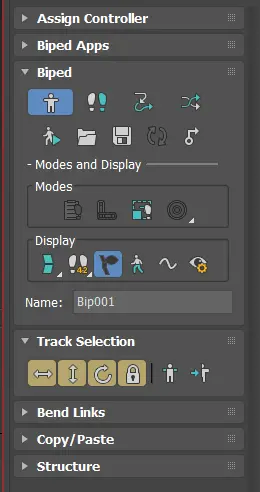 Assign Controller
Biped Apps
Biped
- Modes and Display
Modes
Display
42
Name: Bip001
Track Selection
Bend Links
Copy/Paste
Structure